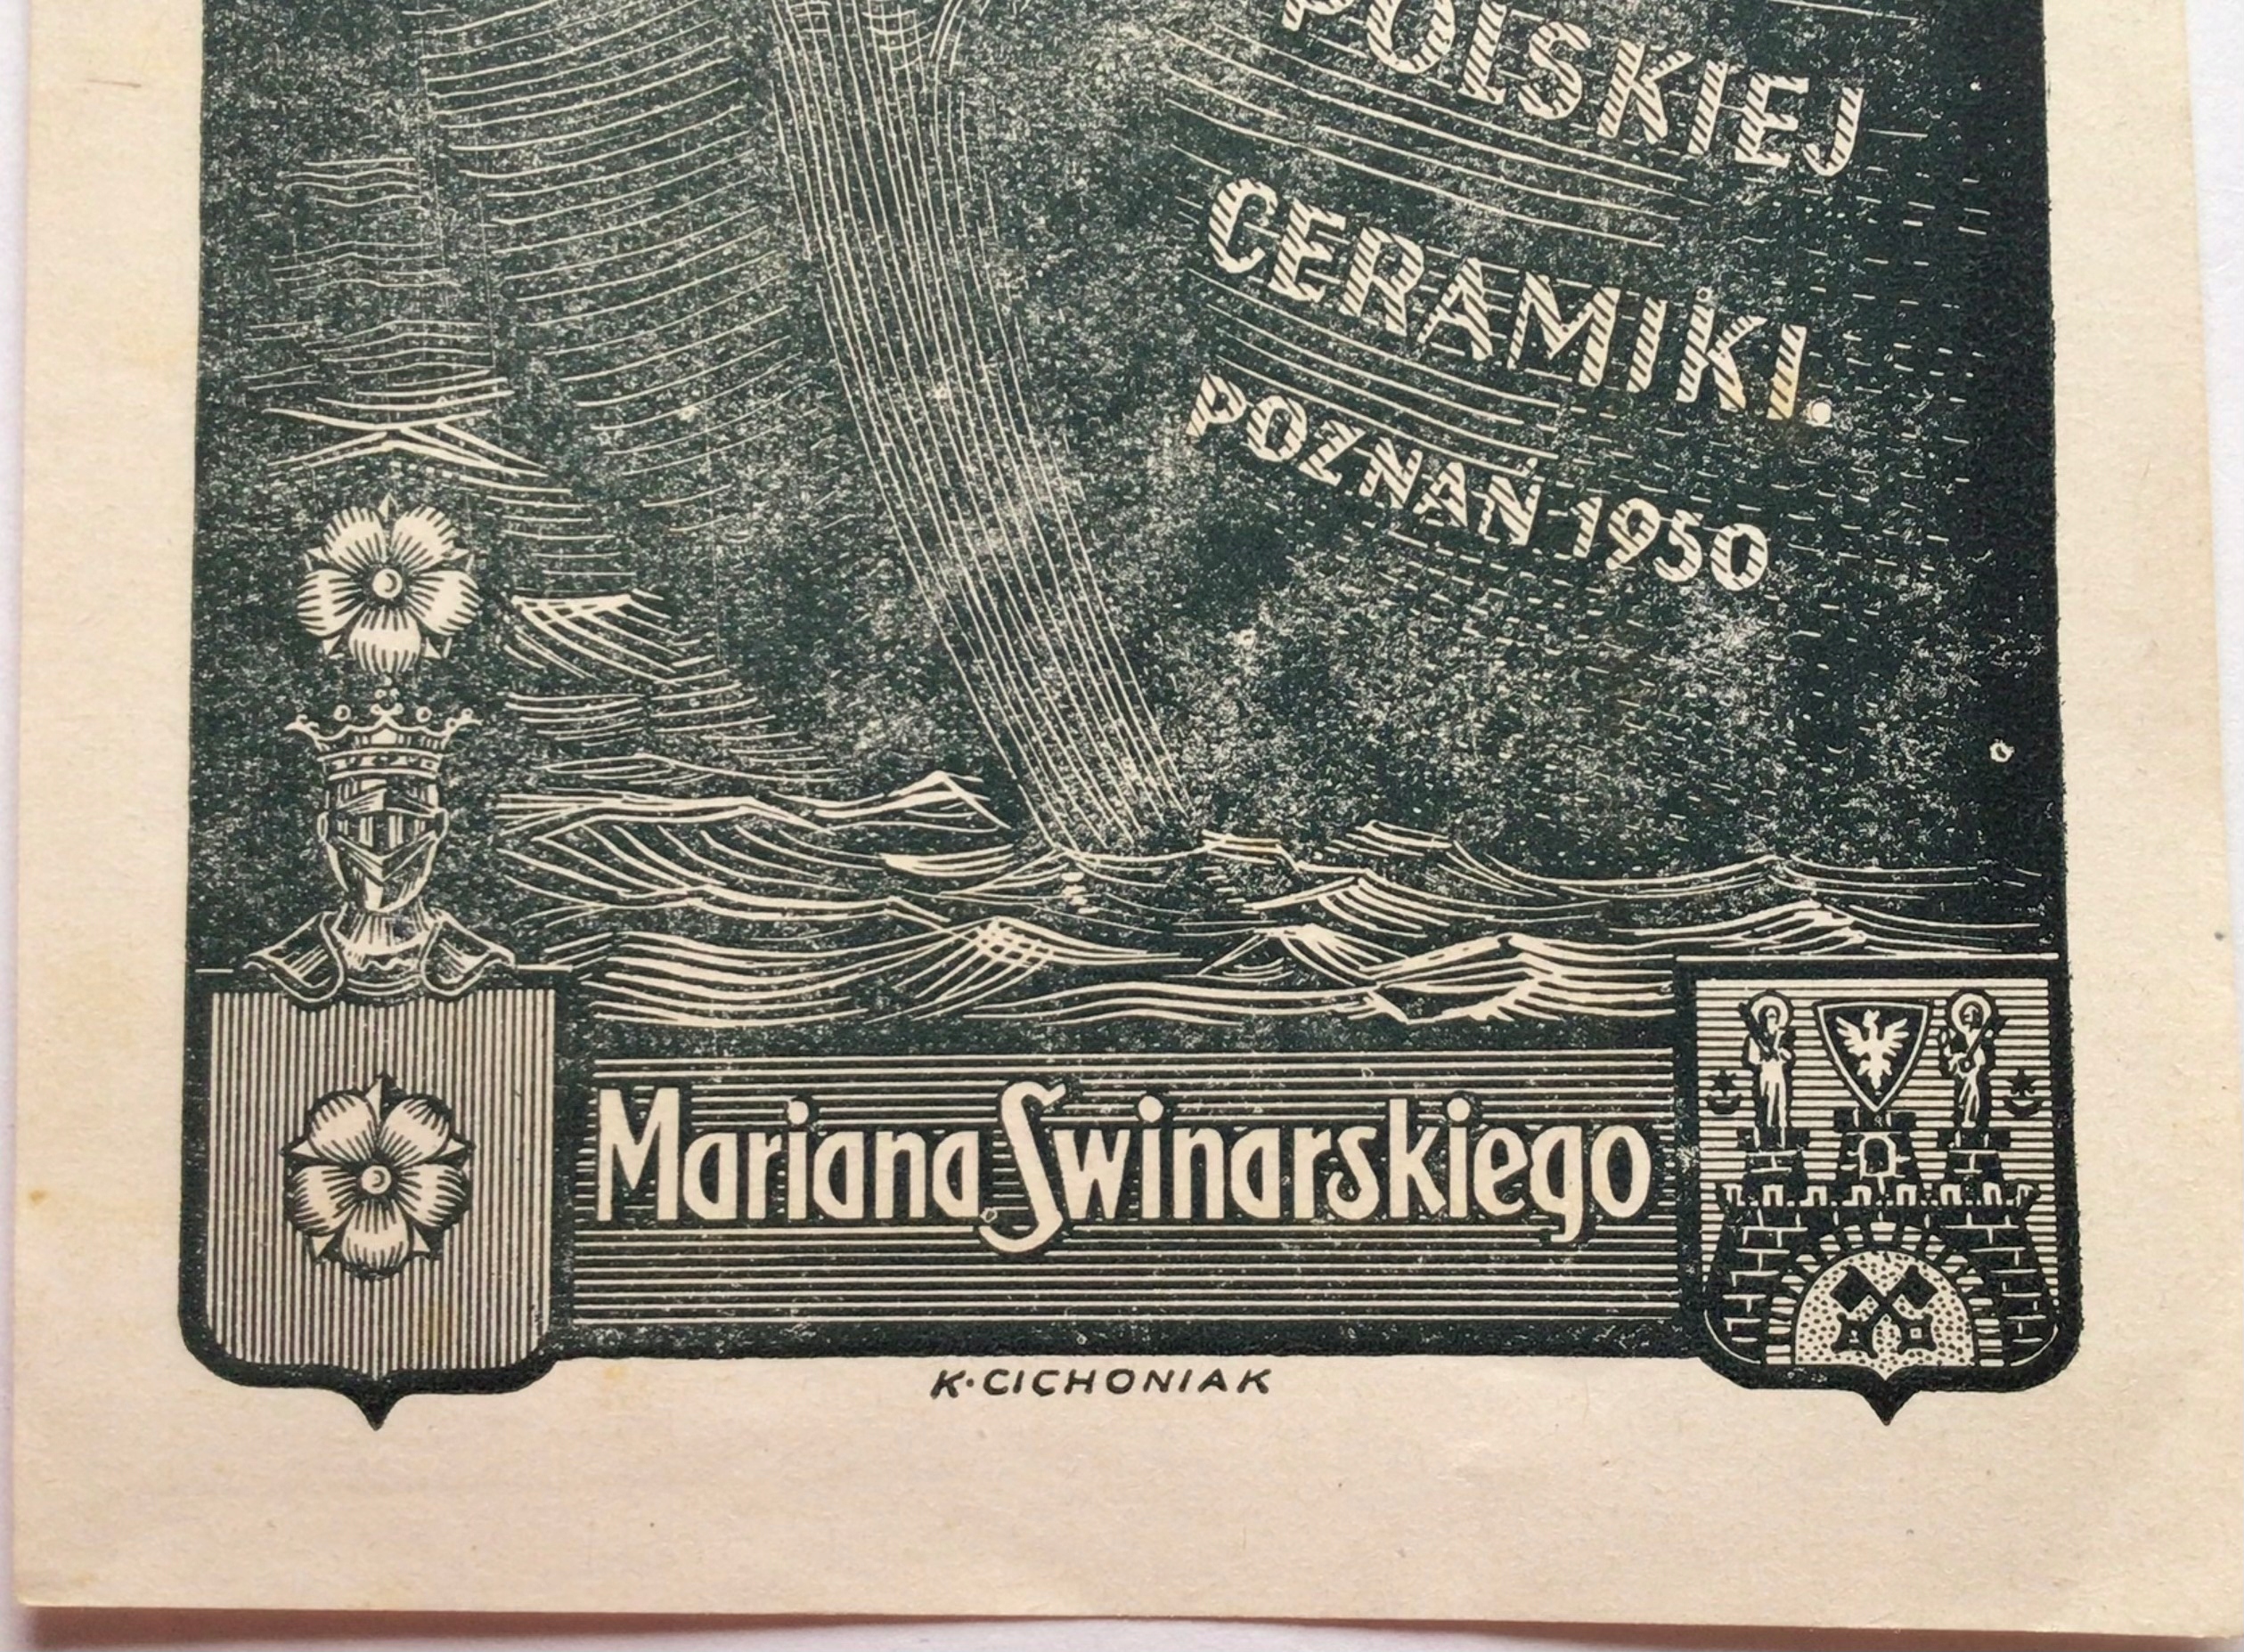 POLSKIEJ
CERAMIKI.
POZNAŃ 1950
Mariana Swinarskiego
K·CICHONIAK